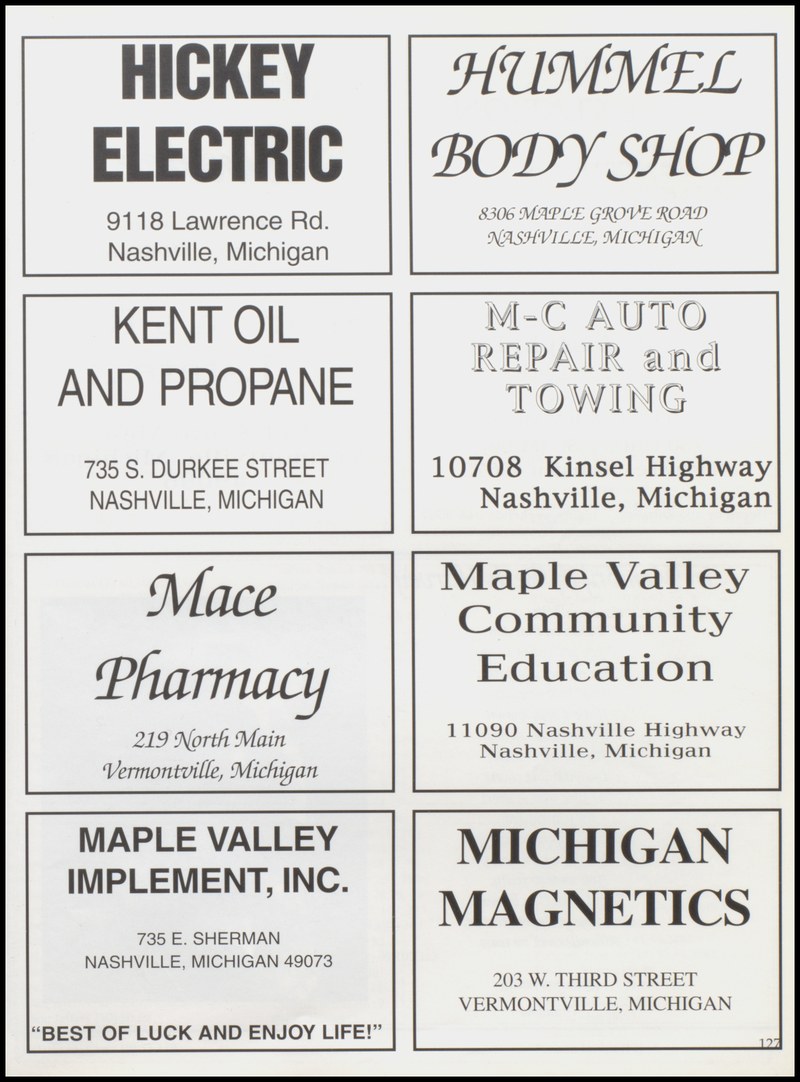 HICKEY
ELECTRIC
9118 Lawrence Rd.
Nashville, Michigan
HUMMEL
BODY SHOP
8306 MAPLE GROVE ROAD
NASHVILLE, MICHIGAN
KENT OIL
AND PROPANE
735 S. DURKEE STREET
NASHVILLE, MICHIGAN
M-C AUTO
REPAIR and
TOWING
10708 Kinsel Highway
Nashville, Michigan
Mace
Pharmacy
219 North Main
Vermontville, Michigan
Maple Valley
Community
Education
11090 Nashville Highway
Nashville, Michigan
MAPLE VALLEY
IMPLEMENT, INC.
735 E. SHERMAN
NASHVILLE, MICHIGAN 49073
“BEST OF LUCK AND ENJOY LIFE!”
MICHIGAN
MAGNETICS
203 W. THIRD STREET
VERMONTVILLE, MICHIGAN
127